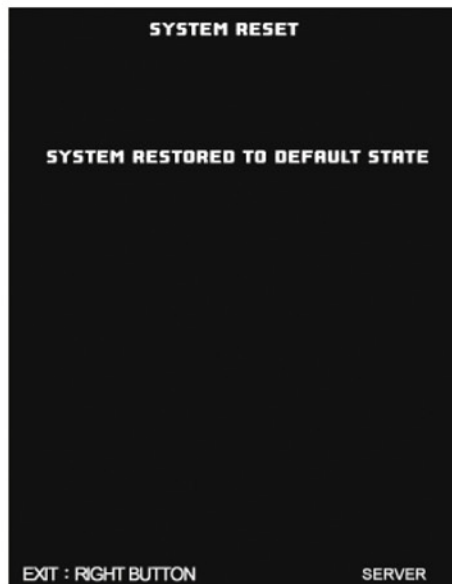 SYSTEM RESET
SYSTEM RESTORED TO DEFAULT STATE
EXIT : RIGHT BUTTON SERVER